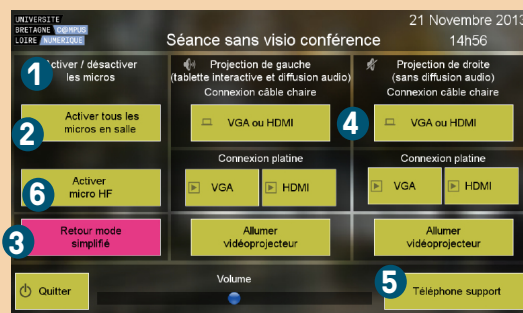 UNIVERSITE
BRETAGNE C@MPUS
LOIRE NUMERIQUE
21 Novembre 2013
Séance sans visio conférence
14h56
1
ctiver / désactiver
les micros
Projection de gauche
(tablette interactive et diffusion audio)
Connexion câble chaire
Projection de droite
(sans diffusion audio)
Connexion câble chaire
2
Activer tous les
micros en salle
VGA ou HDMI
4
VGA ou HDMI
Connexion platine
Connexion platine
6
Activer
micro HF
VGA
HDMI
VGA
HDMI
3
Retour mode
simplifié
Allumer
vidéoprojecteur
Allumer
vidéoprojecteur
Quitter
Volume
5
Téléphone support